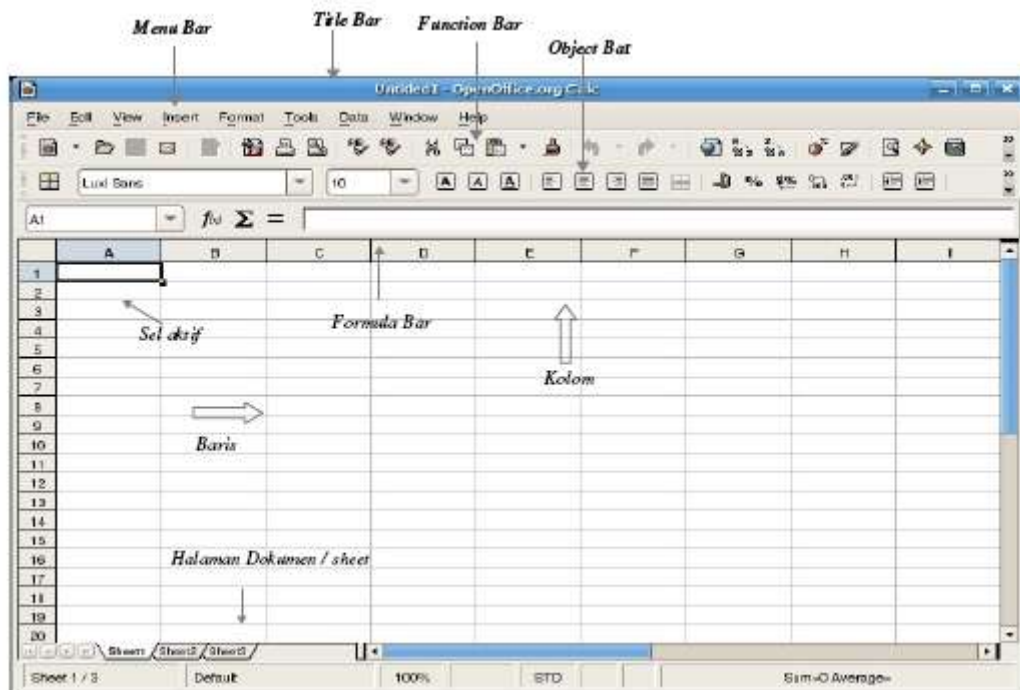 Menu Bar
Title Bar
Function Bar
Object Bat
Untitled1 - OpenOffice.org Calc
File Edit View Insert Format Tools Data Window Help
Luxi Sans
10
A1
f(x) Σ =
A B C D E F G H I
1
2
3
4
5
6
7
8
9
10
11
12
13
14
15
16
17
18
19
20
Sel aktif
Formula Bar
Kolom
Baris
Halaman Dokumen / sheet
Sheet1 Sheet2 Sheet3
Sheet 1 / 3 Default 100% STD Sum=0 Average=